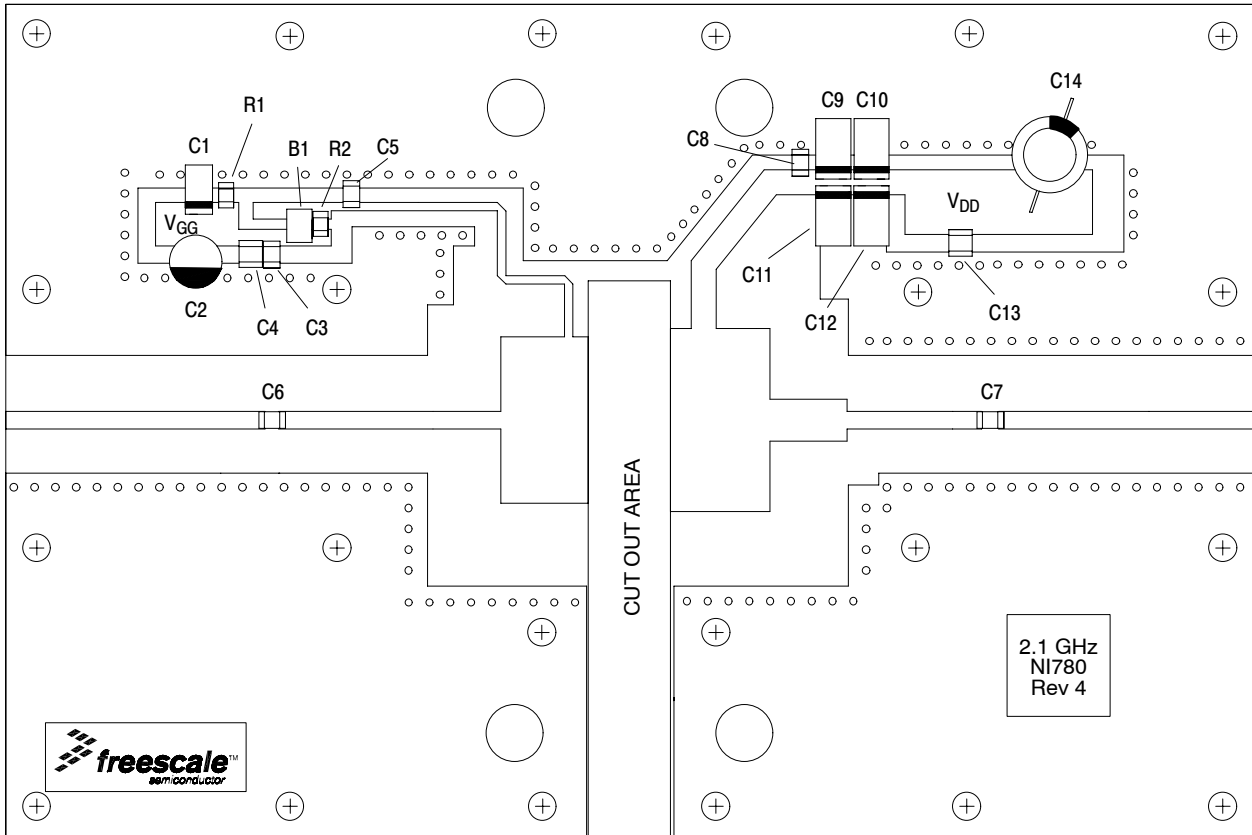 C14
C9 C10
R1
C8
C1
B1 R2 C5
VGG
VDD
C11
C12
C13
C2 C4 C3
C6
C7
CUT OUT AREA
2.1 GHz
NI780
Rev 4
freescale™
semiconductor